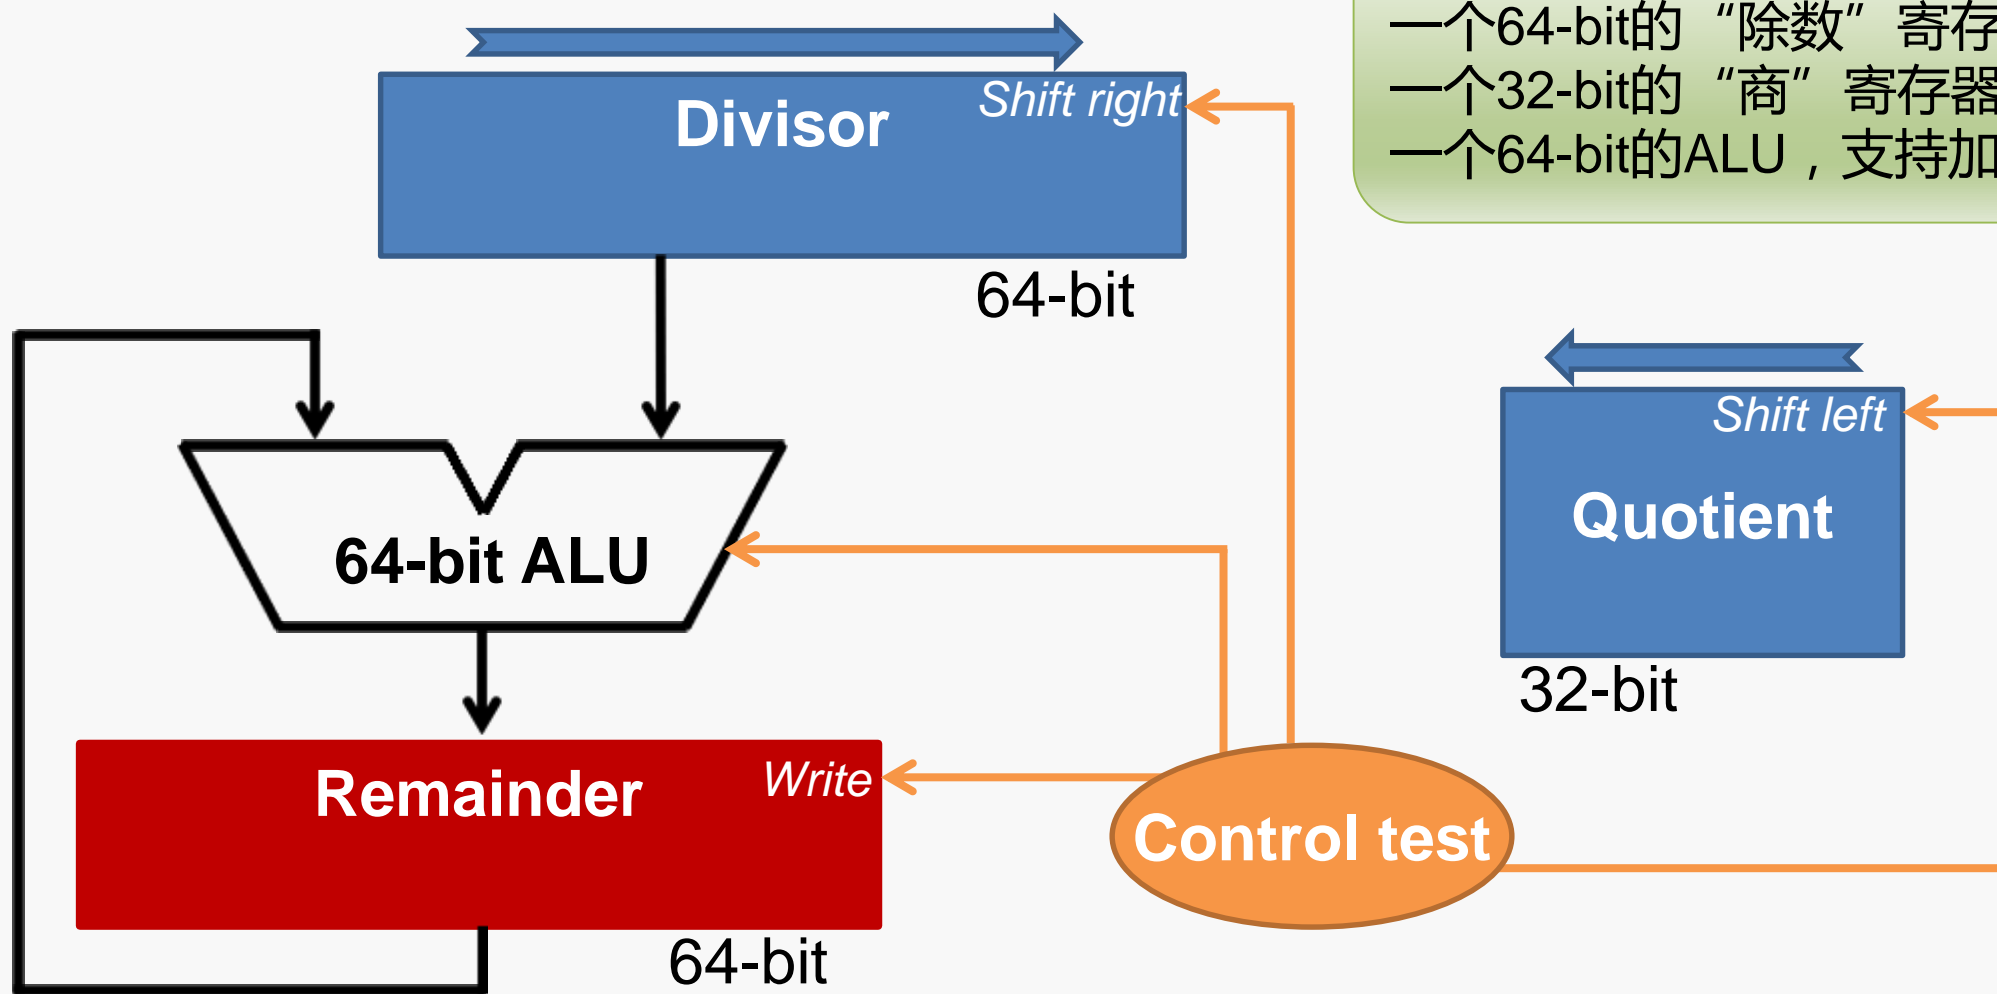 一个64-bit的“除数”寄存
一个32-bit的“商”寄存器
一个64-bit的ALU，支持加
Shift right
Divisor
64-bit
Shift left
Quotient
32-bit
64-bit ALU
Remainder
Write
64-bit
Control test